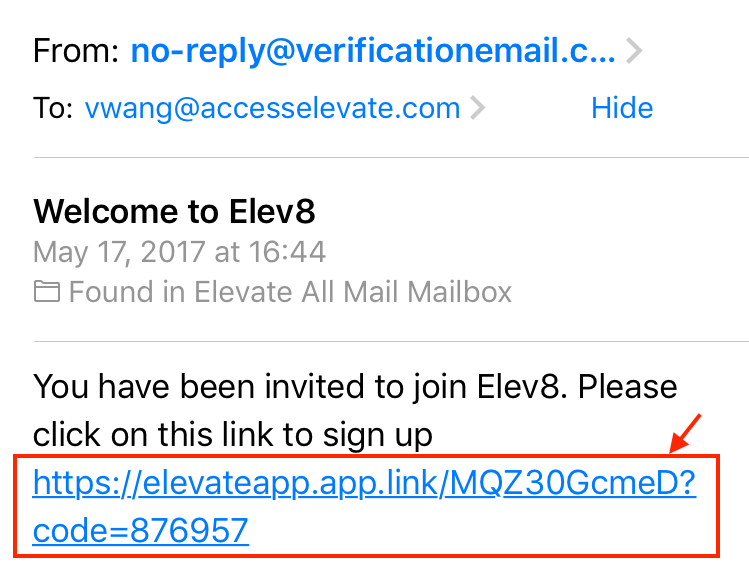 From: no-reply@verificationemail.c...
To: vwang@accesselevate.com Hide
Welcome to Elev8
May 17, 2017 at 16:44
Found in Elevate All Mail Mailbox
You have been invited to join Elev8. Please
click on this link to sign up
https://elevateapp.app.link/MQZ30GcmeD?
code=876957